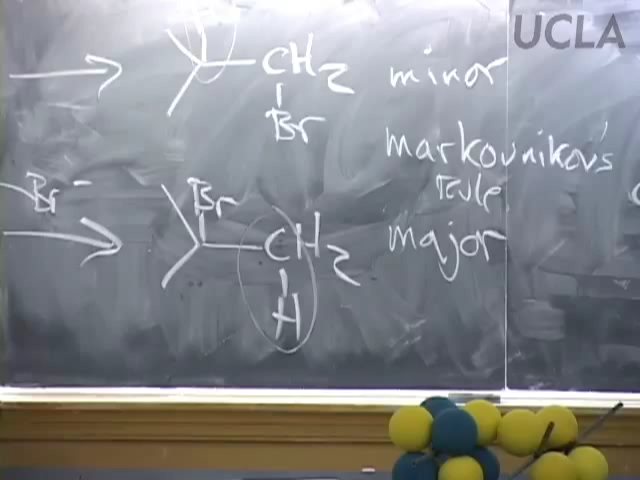 UCLA
CH2 minor
Br
markovnikov's
Rule
Br-
Br
CH2 major
H